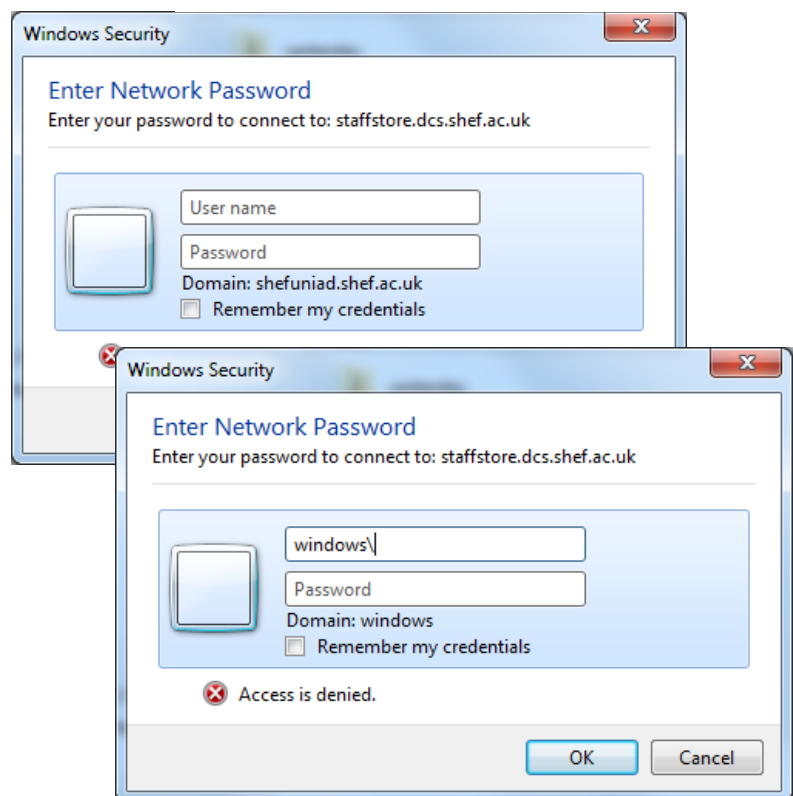 Windows Security
Enter Network Password
Enter your password to connect to: staffstore.dcs.shef.ac.uk
User name
Password
Domain: shefuniad.shef.ac.uk
Remember my credentials
Windows Security
Enter Network Password
Enter your password to connect to: staffstore.dcs.shef.ac.uk
windows\
Password
Domain: windows
Remember my credentials
Access is denied.
OK Cancel